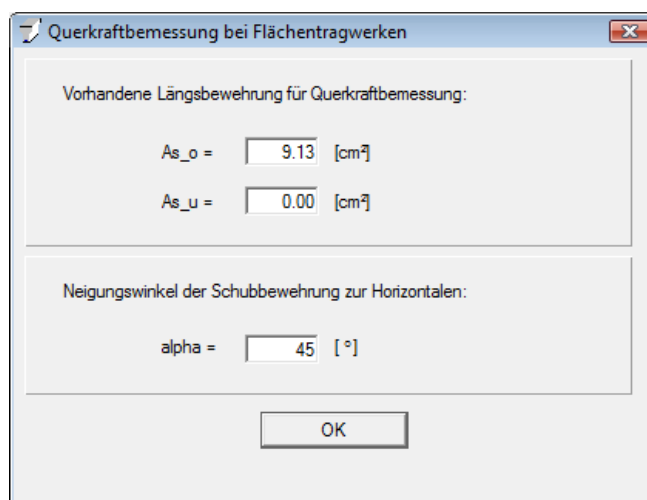 Querkraftbemessung bei Flächentragwerken
Vorhandene Längsbewehrung für Querkraftbemessung:
As_o = 9.13 [cm²]
As_u = 0.00 [cm²]
Neigungswinkel der Schubbewehrung zur Horizontalen:
alpha = 45 [ °]
OK